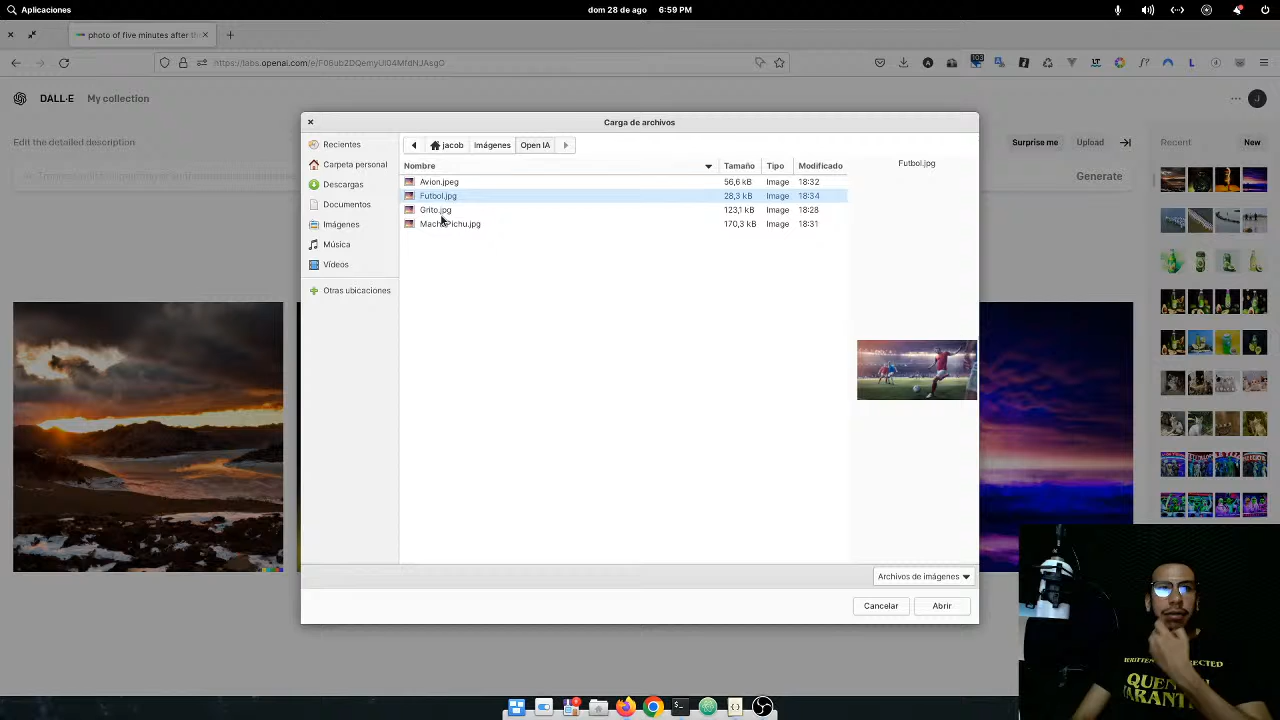 Aplicaciones
dom 28 de ago
6:59 PM
photo of five minutes after th
https://labs.openai.com/e/
103
DALL·E
My collection
J
Edit the detailed description
Surprise me
Upload
Generate
Recent
New
Carga de archivos
Recientes
Carpeta personal
Descargas
Documentos
Imágenes
Música
Vídeos
Otras ubicaciones
jacob
Imágenes
Open IA
Nombre
Tamaño
Tipo
Modificado
Avion.jpeg
56,6 kB
Image
18:32
Futbol.jpg
28,3 kB
Image
18:34
Grito.jpg
123,1 kB
Image
18:28
170,3 kB
Image
18:31
Futbol.jpg
Archivos de imágenes
Cancelar
Abrir